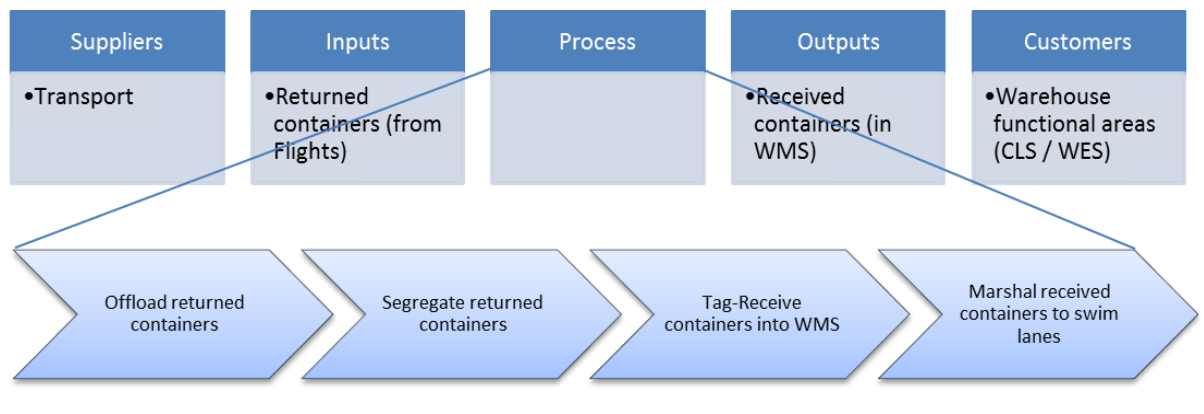 Suppliers
Inputs
Process
Outputs
Customers
•Transport
•Returned
containers (from
Flights)
•Received
containers (in
WMS)
•Warehouse
functional areas
(CLS / WES)
Offload returned
containers
Segregate returned
containers
Tag-Receive
containers into WMS
Marshal received
containers to swim
lanes